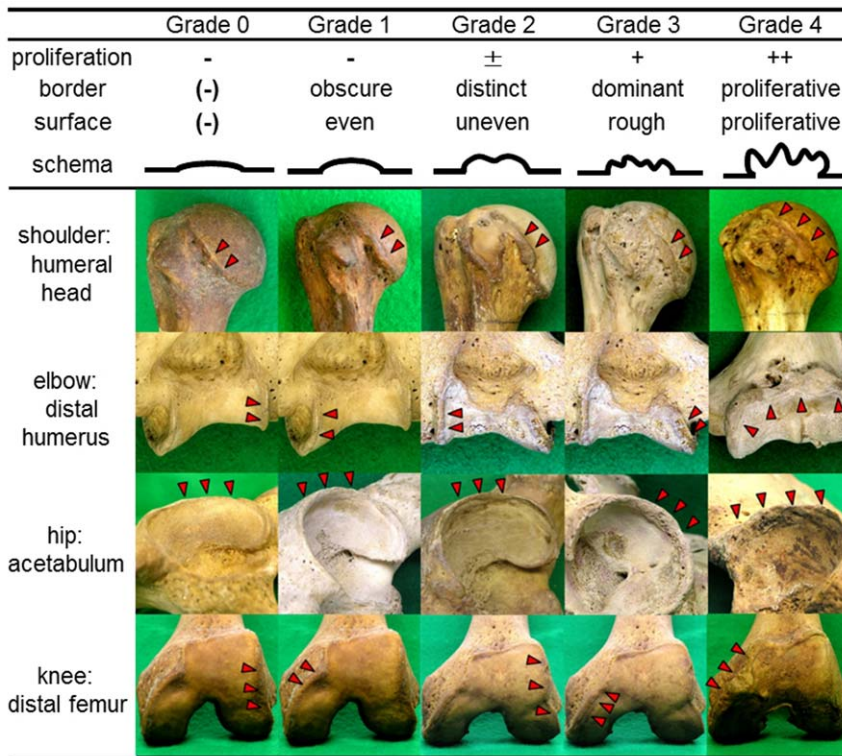 Grade 0 Grade 1 Grade 2 Grade 3 Grade 4
proliferation - - ± + ++
border (-) obscure distinct dominant proliferative
surface (-) even uneven rough proliferative
schema
shoulder:
humeral
head
elbow:
distal
humerus
hip:
acetabulum
knee:
distal femur